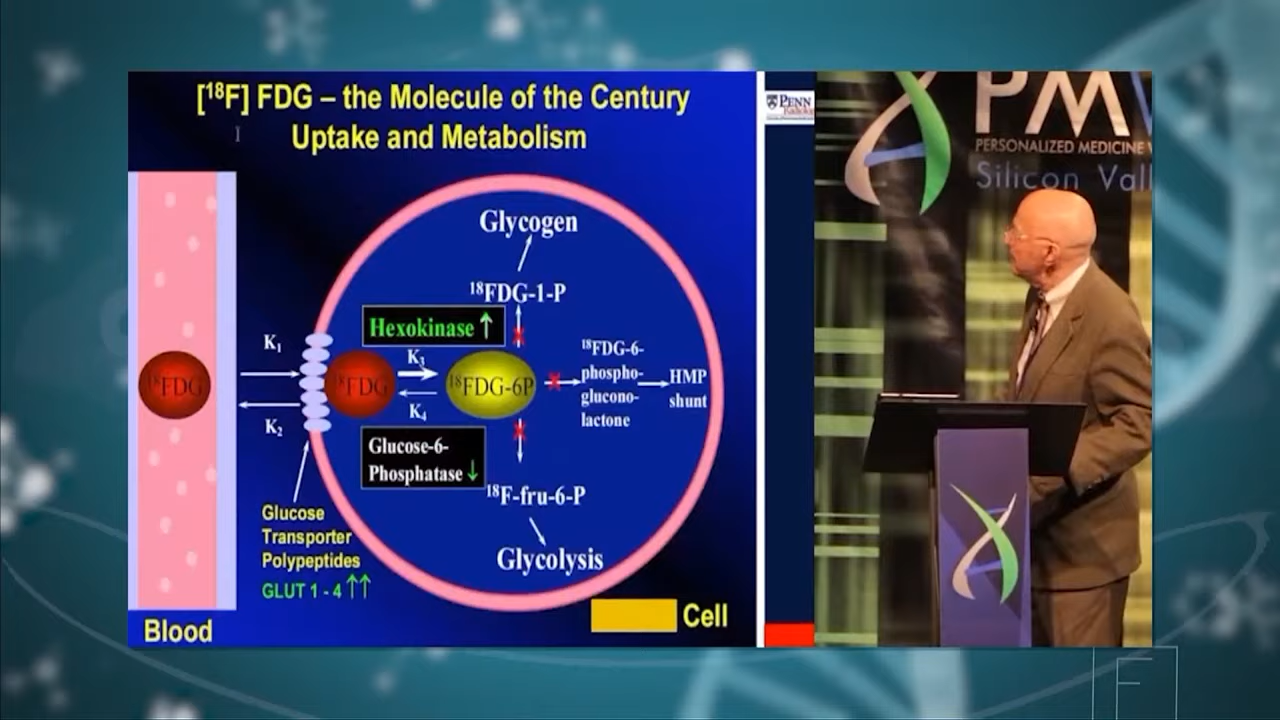 [¹⁸F] FDG – the Molecule of the Century
Uptake and Metabolism
Glycogen
¹⁸FDG-1-P
Hexokinase ↑
K₁
K₂
K₃
K₄
¹⁸FDG
¹⁸FDG
¹⁸FDG-6P
¹⁸FDG-6-
phospho-
glucono-
lactone
HMP
shunt
Glucose-6-
Phosphatase ↓
¹⁸F-fru-6-P
Glycolysis
Glucose
Transporter
Polypeptides
GLUT 1 - 4 ↑↑
Blood
Cell
PENN
PM
PERSONALIZED MEDICINE
Silicon Vall